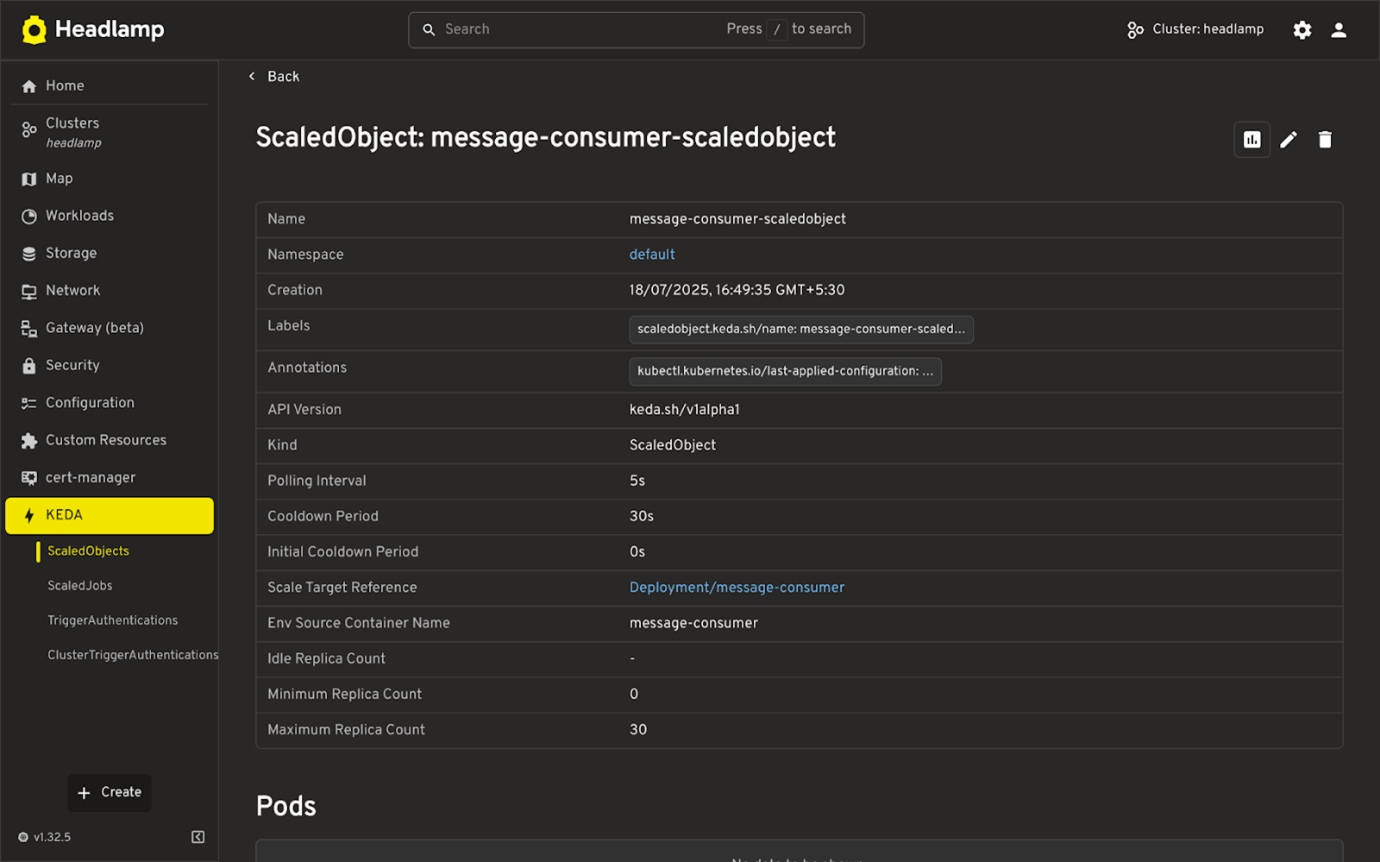 Headlamp
Search Press / to search
Cluster: headlamp
Home
Clusters
headlamp
Map
Workloads
Storage
Network
Gateway (beta)
Security
Configuration
Custom Resources
cert-manager
KEDA
ScaledObjects
ScaledJobs
TriggerAuthentications
ClusterTriggerAuthentications
Create
v1.32.5
Back
ScaledObject: message-consumer-scaledobject
Name message-consumer-scaledobject
Namespace default
Creation 18/07/2025, 16:49:35 GMT+5:30
Labels scaledobject.keda.sh/name: message-consumer-scaled...
Annotations kubectl.kubernetes.io/last-applied-configuration: ...
API Version keda.sh/v1alpha1
Kind ScaledObject
Polling Interval 5s
Cooldown Period 30s
Initial Cooldown Period 0s
Scale Target Reference Deployment/message-consumer
Env Source Container Name message-consumer
Idle Replica Count -
Minimum Replica Count 0
Maximum Replica Count 30
Pods